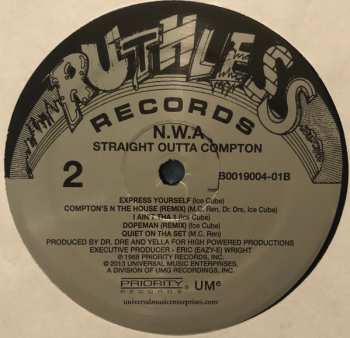 RUTHLESS
RECORDS
N.W.A.
STRAIGHT OUTTA COMPTON
2
B0019004-01B
EXPRESS YOURSELF (Ice Cube)
COMPTON'S N THE HOUSE (REMIX) (M.C. Ren, Dr. Dre, Ice Cube)
I AIN'T THA 1 (Ice Cube)
DOPEMAN (REMIX) (Ice Cube)
QUIET ON THA SET (M.C. Ren)
PRODUCED BY DR. DRE AND YELLA FOR HIGH POWERED PRODUCTIONS
EXECUTIVE PRODUCER - ERIC (EAZY-E) WRIGHT
℗ 1988 PRIORITY RECORDS, INC.
© 2013 UNIVERSAL MUSIC ENTERPRISES,
A DIVISION OF UMG RECORDINGS, INC.
PRIORITY
RECORDS
UMe
universalmusicenterprises.com